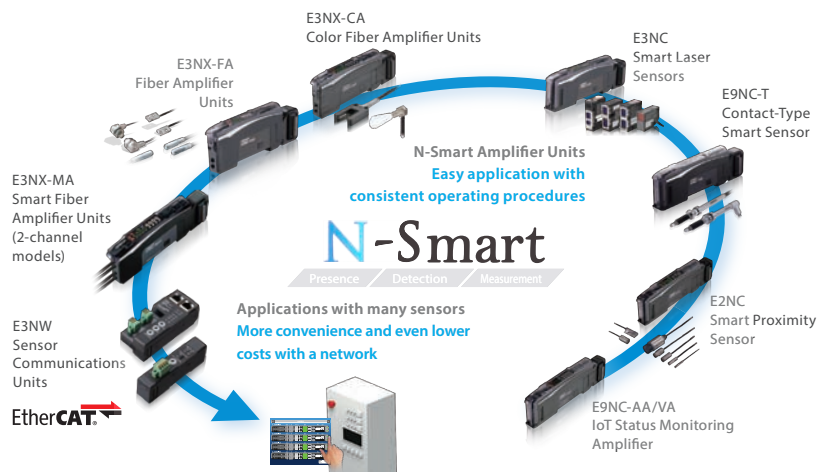 E3NX-CA
Color Fiber Amplifier Units
E3NX-FA
Fiber Amplifier
Units
E3NC
Smart Laser
Sensors
E9NC-T
Contact-Type
Smart Sensor
N-Smart Amplifier Units
Easy application with
consistent operating procedures
E3NX-MA
Smart Fiber
Amplifier Units
(2-channel
models)
N-Smart
Presence Detection Measurement
Applications with many sensors
More convenience and even lower
costs with a network
E2NC
Smart Proximity
Sensor
E3NW
Sensor
Communications
Units
EtherCAT®
E9NC-AA/VA
IoT Status Monitoring
Amplifier